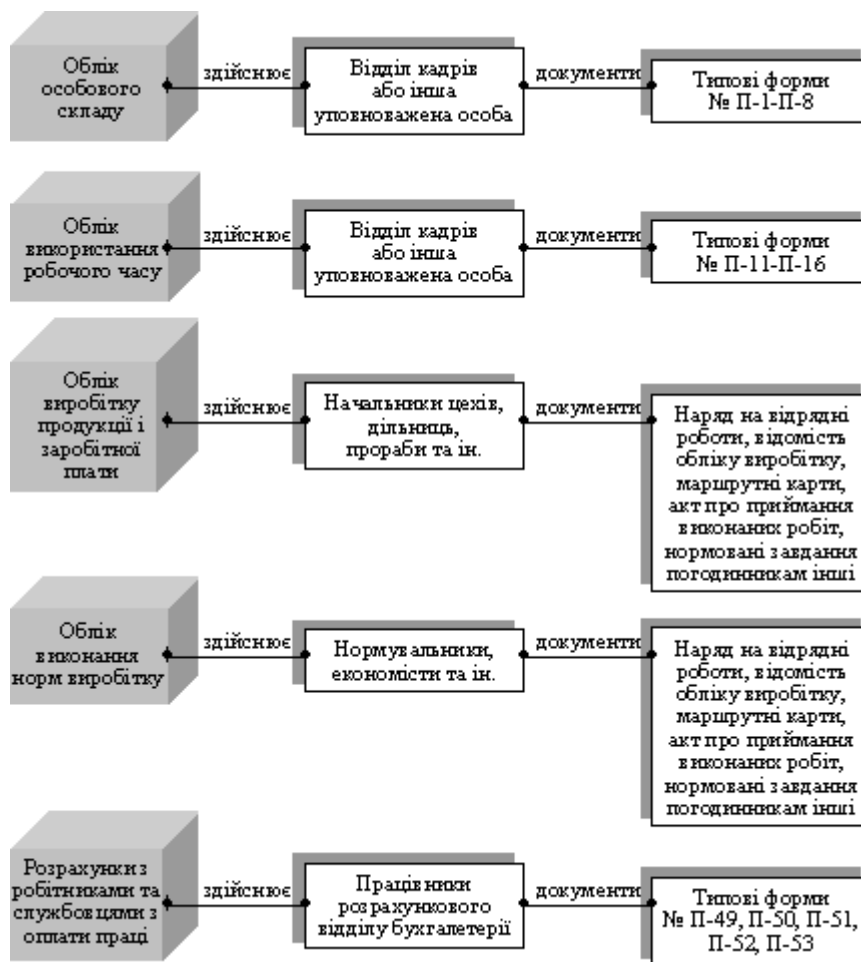 Облік
особового
складу
здійснює
Відділ кадрів
або інша
уповноважена особа
документи
Типові форми
№ П-1-П-8
Облік
використання
робочого часу
здійснює
Відділ кадрів
або інша
уповноважена особа
документи
Типові форми
№ П-11-П-16
Облік
виробітку
продукції і
заробітної
плати
здійснює
Начальники цехів,
дільниць,
прораби та ін.
документи
Наряд на відрядні
роботи, відомість
обліку виробітку,
маршрутні карти,
акт про приймання
виконаних робіт,
нормовані завдання
погодинникам інші
Облік
виконання
норм виробітку
здійснює
Нормувальники,
економісти та ін.
документи
Наряд на відрядні
роботи, відомість
обліку виробітку,
маршрутні карти,
акт про приймання
виконаних робіт,
нормовані завдання
погодинникам інші
Розрахунки з
робітниками та
службовцями з
оплати праці
здійснює
Працівники
розрахункового
відділу бухгалетерії
документи
Типові форми
№ П-49, П-50, П-51,
П-52, П-53